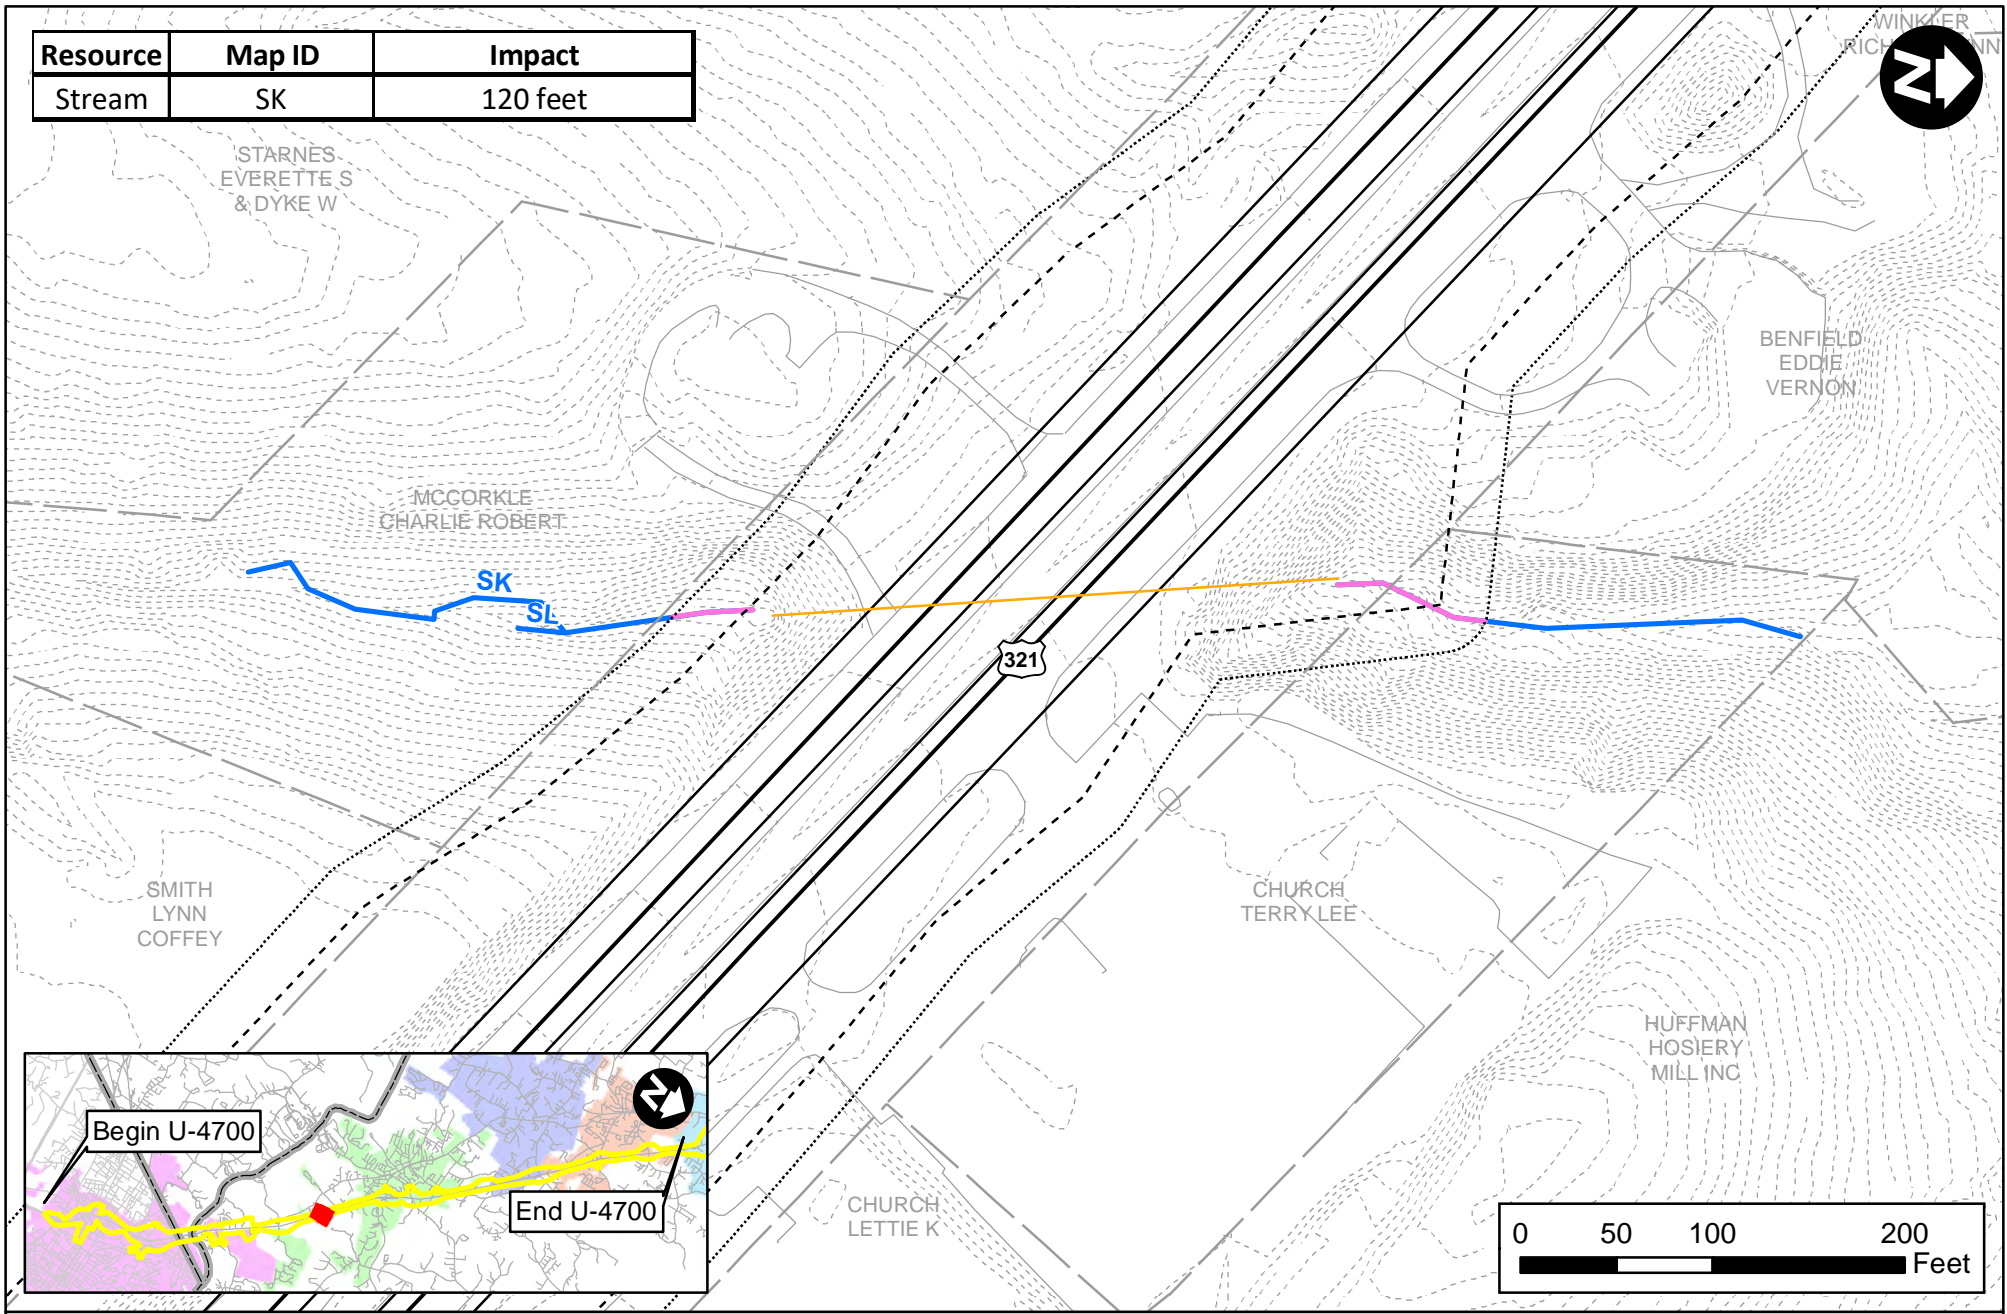 Resource Map ID Impact
Stream SK 120 feet
WINKLER
N
STARNES
EVERETTE S
& DYKE W
BENFIELD
EDDIE
VERNON
MCCORKLE
CHARLIE ROBERT
SK
SL
321
SMITH
LYNN
COFFEY
CHURCH
TERRY LEE
HUFFMAN
HOSIERY
MILL INC
CHURCH
LETTIE K
N
Begin U-4700
End U-4700
0 50 100 200
Feet